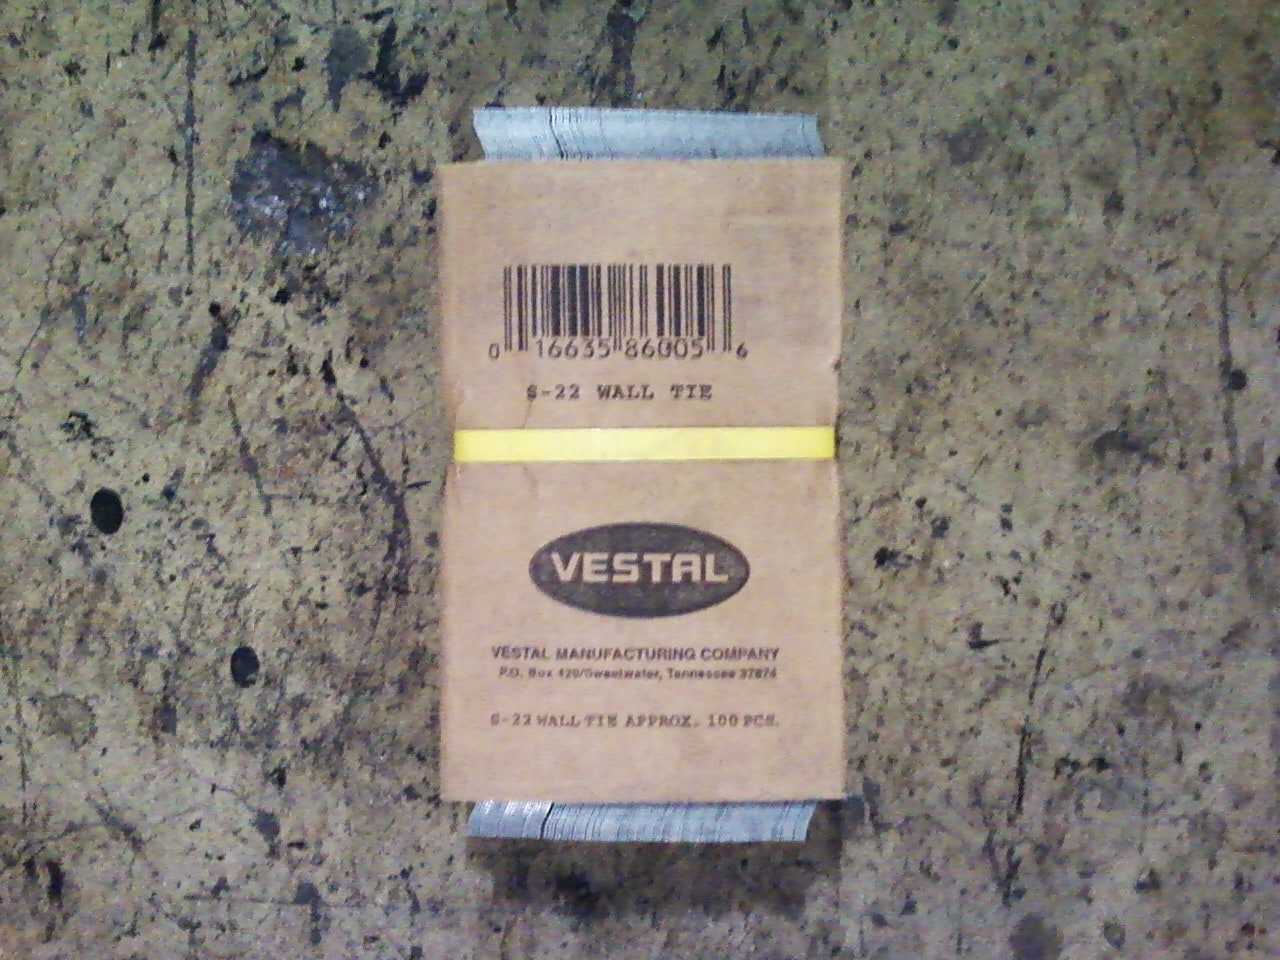 0 16635 86005 6
S-22 WALL TIE
VESTAL
VESTAL MANUFACTURING COMPANY
P.O. Box 420/Sweetwater, Tennessee 37874
S-22 WALL TIE APPROX. 100 PCS.